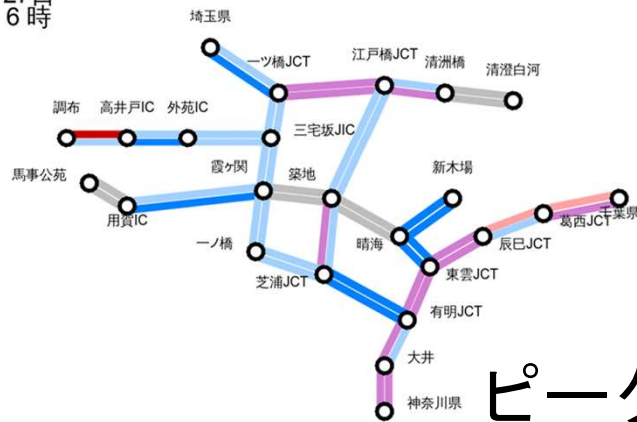 6時
埼玉県
一ツ橋JCT
江戸橋JCT
清洲橋
清澄白河
調布
高井戸IC
外苑IC
三宅坂JIC
馬事公苑
用賀IC
霞ヶ関
築地
新木場
一ノ橋
晴海
辰巳JCT
葛西JCT
千葉県
芝浦JCT
東雲JCT
有明JCT
大井
神奈川県
ピーク